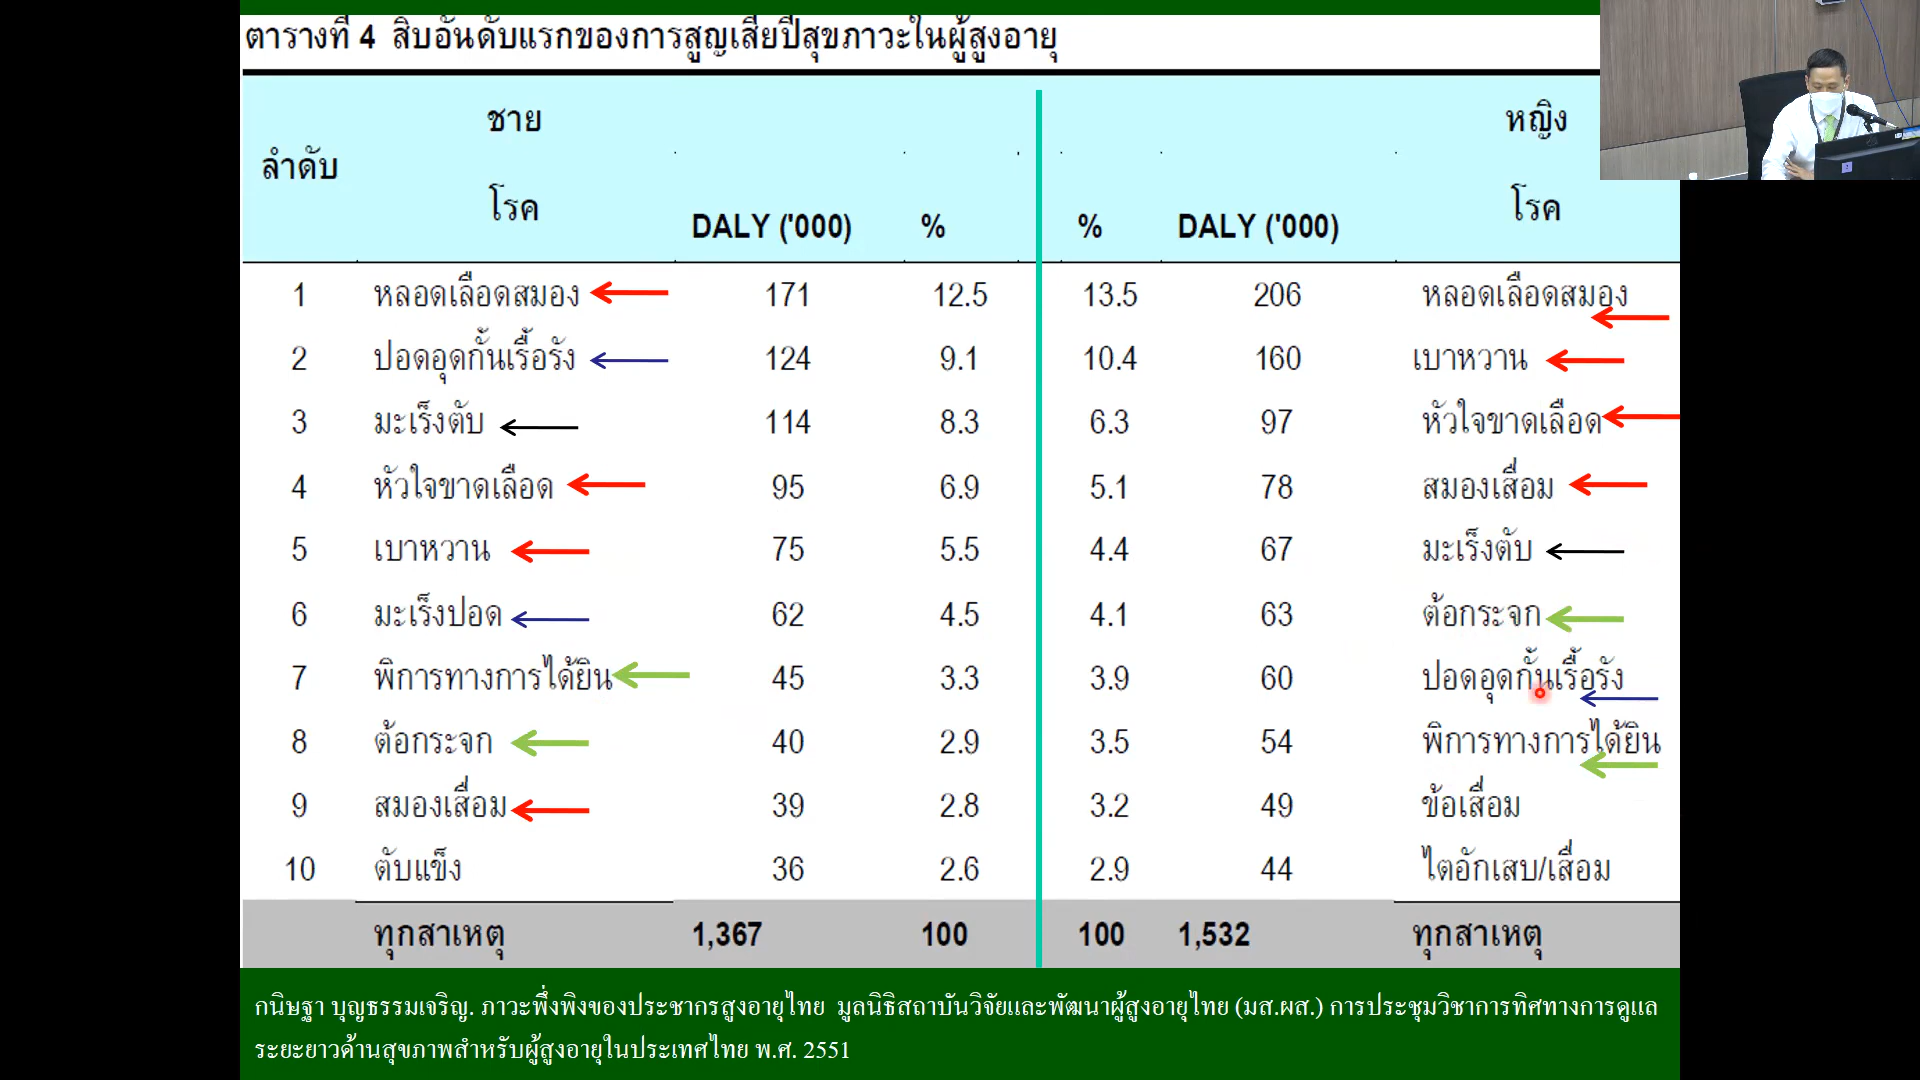 ตารางที่ 4 สิบอันดับแรกของการสูญเสียปีสุขภาวะในผู้สูงอายุ
ชาย หญิง
ลำดับ
โรค โรค
DALY ('000) % % DALY ('000)
1 หลอดเลือดสมอง 171 12.5 13.5 206 หลอดเลือดสมอง
2 ปอดอุดกั้นเรื้อรัง 124 9.1 10.4 160 เบาหวาน
3 มะเร็งตับ 114 8.3 6.3 97 หัวใจขาดเลือด
4 หัวใจขาดเลือด 95 6.9 5.1 78 สมองเสื่อม
5 เบาหวาน 75 5.5 4.4 67 มะเร็งตับ
6 มะเร็งปอด 62 4.5 4.1 63 ต้อกระจก
7 พิการทางการได้ยิน 45 3.3 3.9 60 ปอดอุดกั้นเรื้อรัง
8 ต้อกระจก 40 2.9 3.5 54 พิการทางการได้ยิน
9 สมองเสื่อม 39 2.8 3.2 49 ข้อเสื่อม
10 ตับแข็ง 36 2.6 2.9 44 ไตอักเสบ/เสื่อม
ทุกสาเหตุ 1,367 100 100 1,532 ทุกสาเหตุ
กนิษฐา บุญธรรมเจริญ. ภาวะพึ่งพิงของประชากรสูงอายุไทย มูลนิธิสถาบันวิจัยและพัฒนาผู้สูงอายุไทย (มส.ผส.) การประชุมวิชาการทิศทางการดูแล
ระยะยาวด้านสุขภาพสำหรับผู้สูงอายุในประเทศไทย พ.ศ. 2551